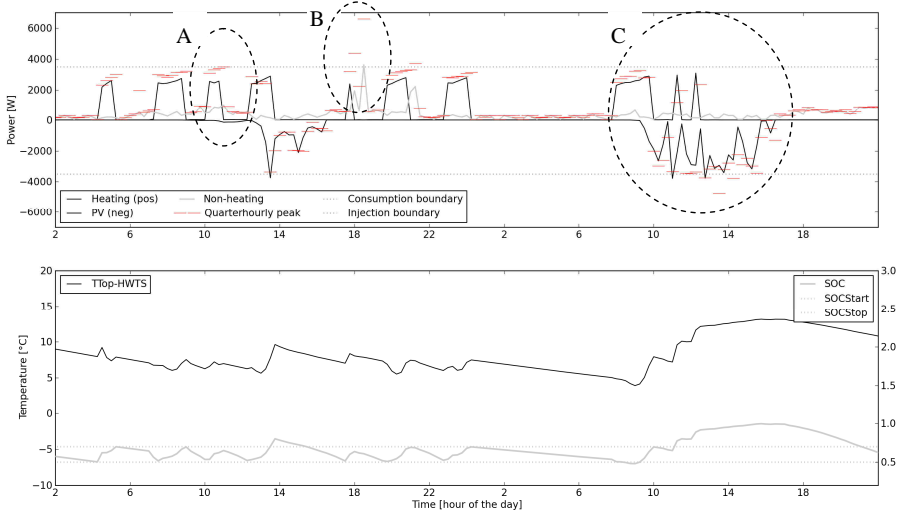 A
B
C
6000
4000
2000
0
−2000
−4000
−6000
Power [W]
Heating (pos)
PV (neg)
Non-heating
Quarterhourly peak
Consumption boundary
Injection boundary
2 6 10 14 18 22 2 6 10 14 18
20
15
10
5
0
−5
−10
Temperature [°C]
TTop-HWTS
SOC
SOCStart
SOCStop
3.0
2.5
2.0
1.5
1.0
0.5
2 6 10 14 18 22 2 6 10 14 18
Time [hour of the day]